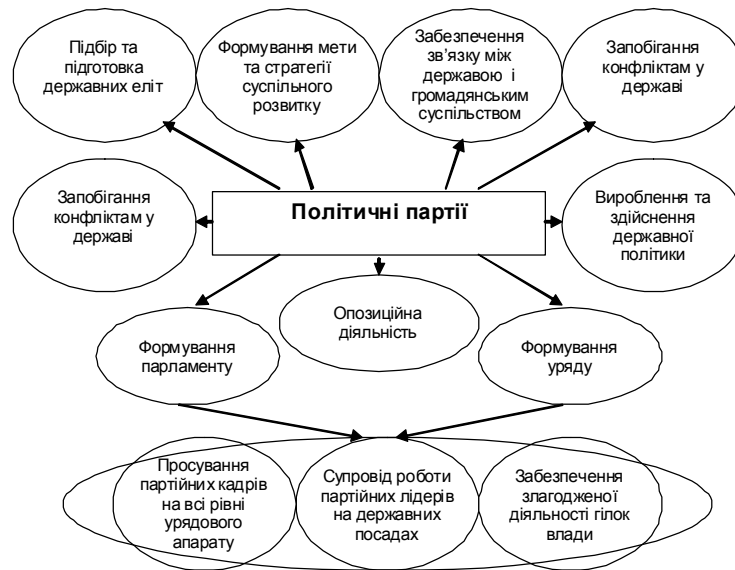 Підбір та
підготовка
державних еліт
Формування мети
та стратегії
суспільного
розвитку
Забезпечення
зв’язку між
державою і
громадянським
суспільством
Запобігання
конфліктам у
державі
Запобігання
конфліктам у
державі
Політичні партії
Вироблення та
здійснення
державної
політики
Формування
парламенту
Опозиційна
діяльність
Формування
уряду
Просування
партійних кадрів
на всі рівні
урядового
апарату
Супровід роботи
партійних лідерів
на державних
посадах
Забезпечення
злагодженої
діяльності гілок
влади